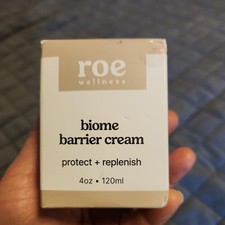 roe
wellness
biome
barrier cream
protect + replenish
4oz • 120ml